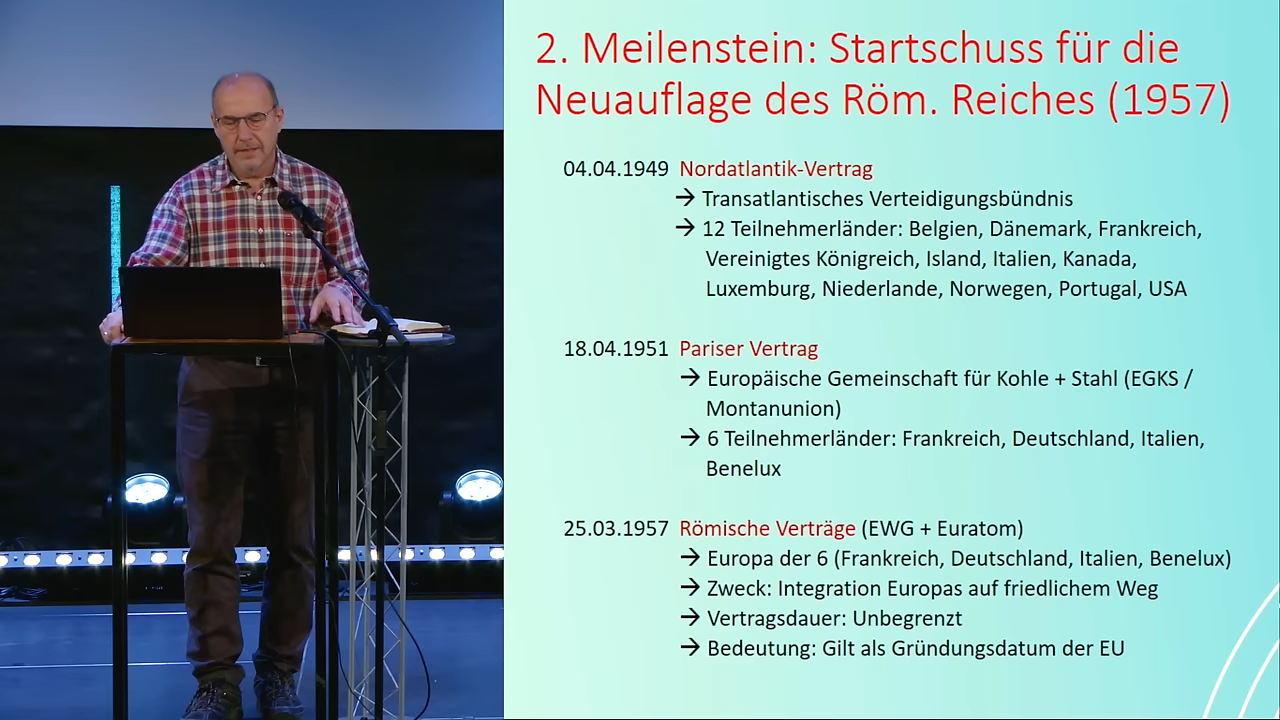 2. Meilenstein: Startschuss für die
Neuauflage des Röm. Reiches (1957)
04.04.1949 Nordatlantik-Vertrag
→ Transatlantisches Verteidigungsbündnis
→ 12 Teilnehmerländer: Belgien, Dänemark, Frankreich,
Vereinigtes Königreich, Island, Italien, Kanada,
Luxemburg, Niederlande, Norwegen, Portugal, USA
18.04.1951 Pariser Vertrag
→ Europäische Gemeinschaft für Kohle + Stahl (EGKS /
Montanunion)
→ 6 Teilnehmerländer: Frankreich, Deutschland, Italien,
Benelux
25.03.1957 Römische Verträge (EWG + Euratom)
→ Europa der 6 (Frankreich, Deutschland, Italien, Benelux)
→ Zweck: Integration Europas auf friedlichem Weg
→ Vertragsdauer: Unbegrenzt
→ Bedeutung: Gilt als Gründungsdatum der EU